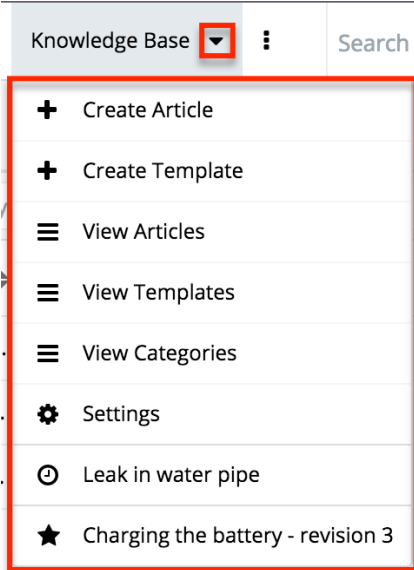 Knowledge Base
Search
Create Article
Create Template
View Articles
View Templates
View Categories
Settings
Leak in water pipe
Charging the battery - revision 3